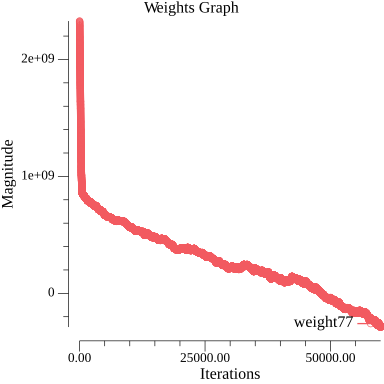 Weights Graph
2e+09
1e+09
0
Magnitude
weight77
0.00 25000.00 50000.00
Iterations